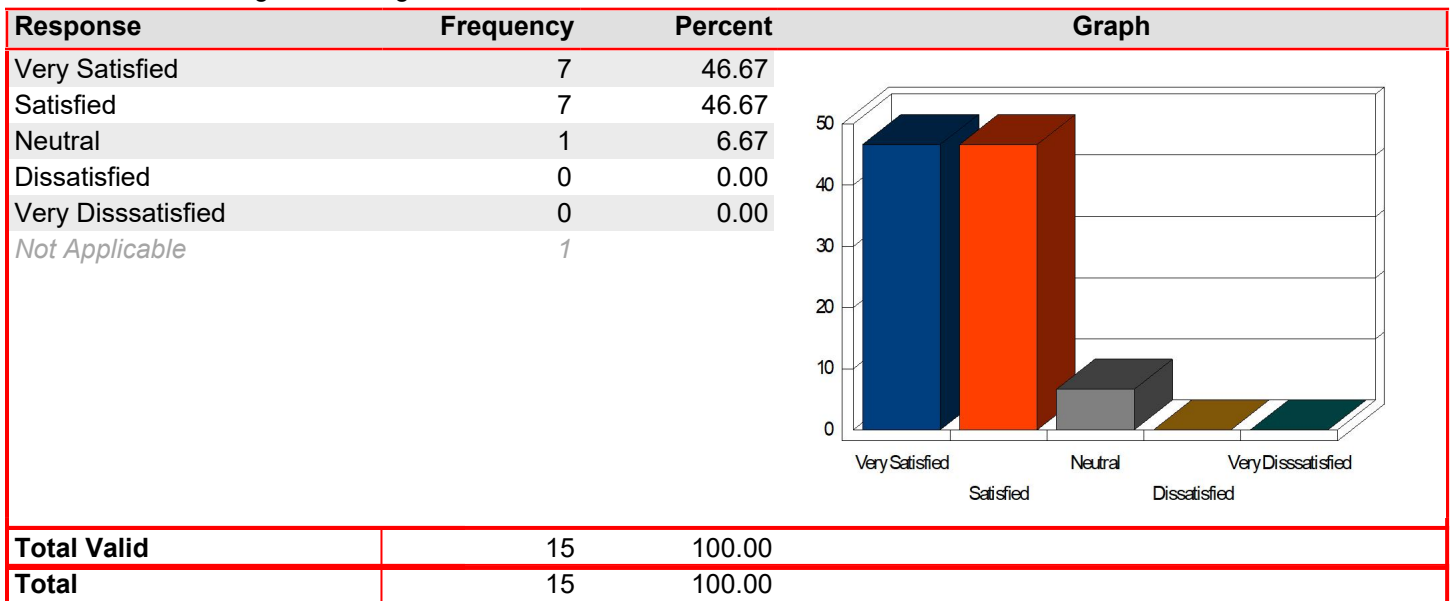 Response Frequency Percent Graph
Very Satisfied 7 46.67
Satisfied 7 46.67
Neutral 1 6.67
Dissatisfied 0 0.00
Very Disssatisfied 0 0.00
Not Applicable 1
50
40
30
20
10
0
Very Satisfied Neutral Very Disssatisfied
Satisfied Dissatisfied
Total Valid 15 100.00
Total 15 100.00